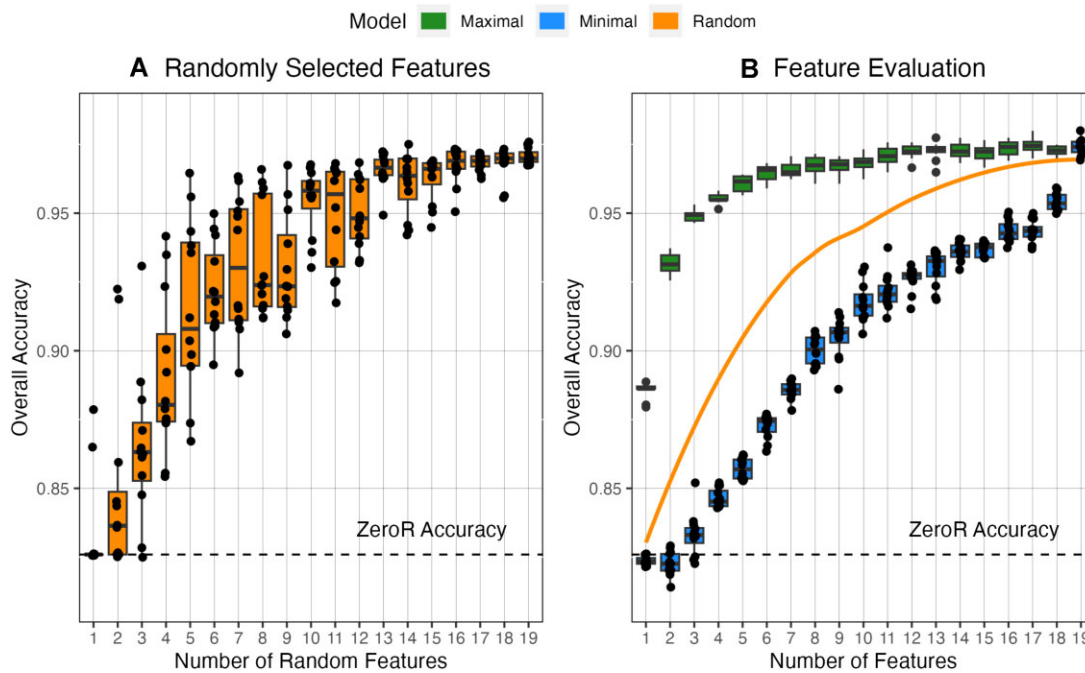 Model Maximal Minimal Random
A Randomly Selected Features
B Feature Evaluation
Overall Accuracy
0.95
0.90
0.85
ZeroR Accuracy
1 2 3 4 5 6 7 8 9 10 11 12 13 14 15 16 17 18 19
Number of Random Features
Overall Accuracy
0.95
0.90
0.85
ZeroR Accuracy
1 2 3 4 5 6 7 8 9 10 11 12 13 14 15 16 17 18 19
Number of Features